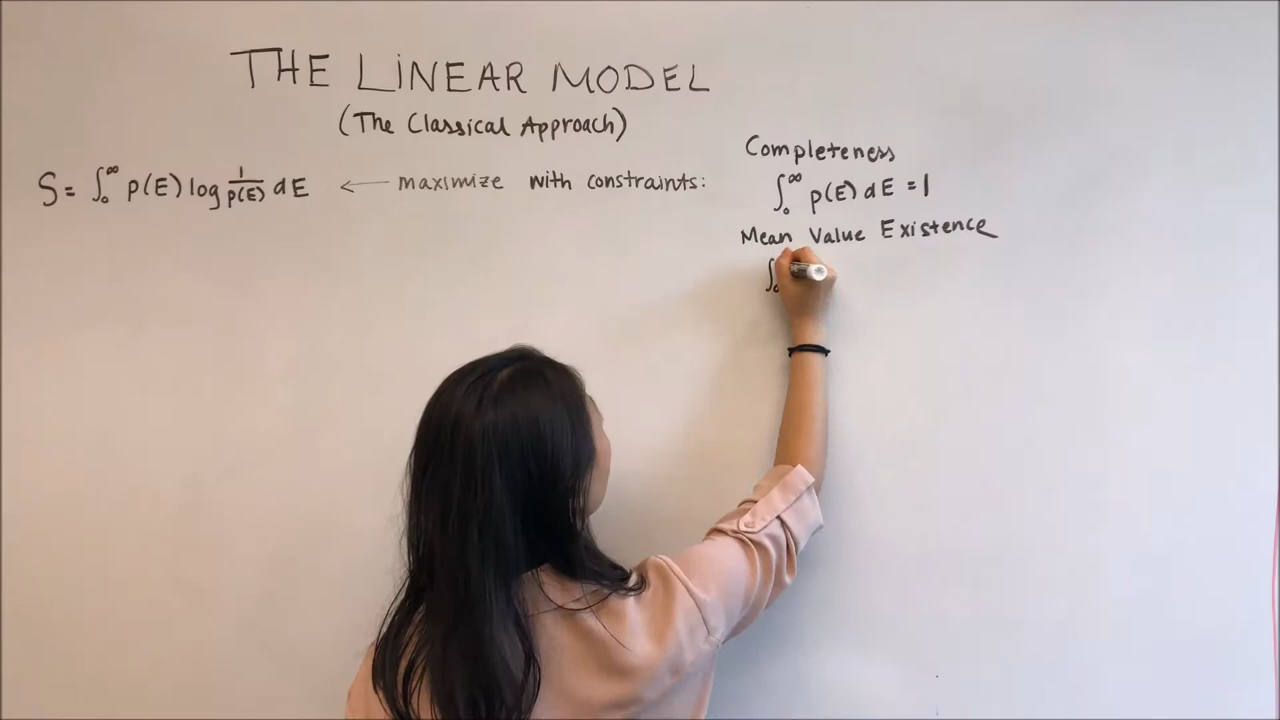 THE LINEAR MODEL
(The Classical Approach)
S = ∫₀^∞ p(E) log 1/p(E) dE ← maximize with constraints:
Completeness
∫₀^∞ p(E) dE = 1
Mean Value Existence
∫₀